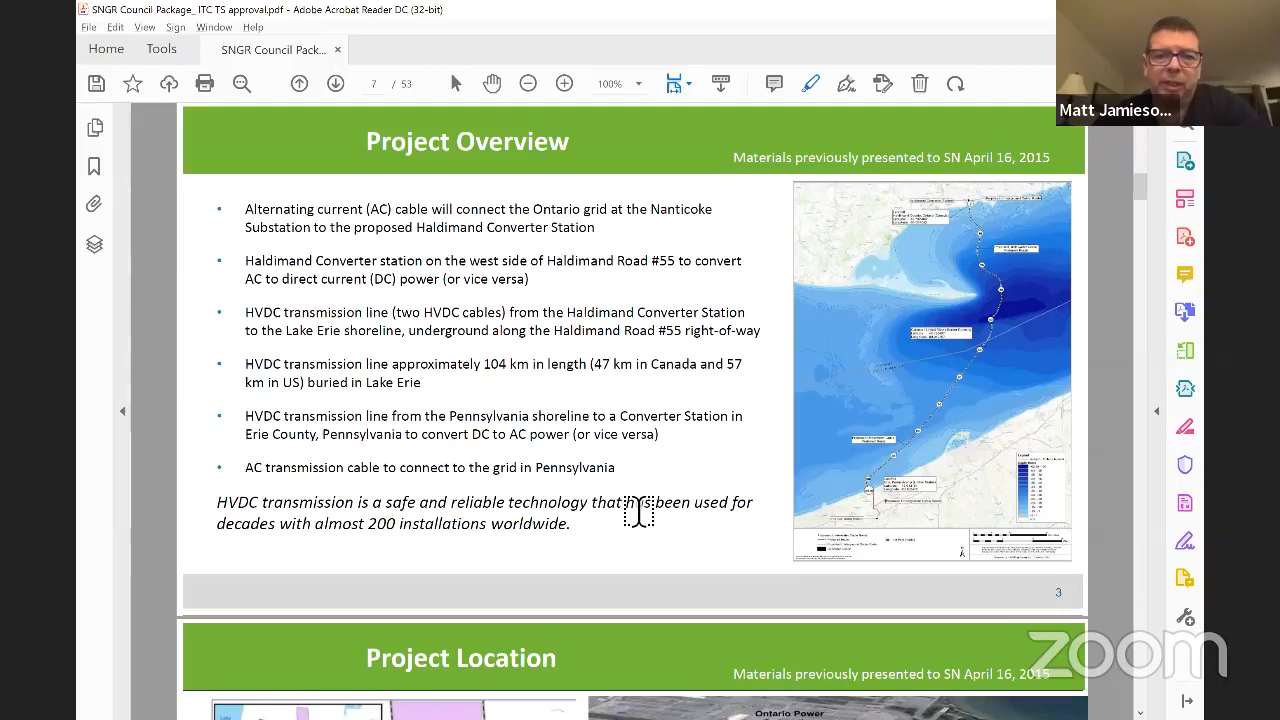 SNGR Council Package_ ITC TS approval.pdf - Adobe Acrobat Reader DC (32-bit)
File Edit View Sign Window Help
Home Tools SNGR Council Pack... ×
7 / 53 100%
Matt Jamieso...
Project Overview
Materials previously presented to SN April 16, 2015
• Alternating current (AC) cable will connect the Ontario grid at the Nanticoke
Substation to the proposed Haldimand Converter Station
• Haldimand Converter station on the west side of Haldimand Road #55 to convert
AC to direct current (DC) power (or vice versa)
• HVDC transmission line (two HVDC cables) from the Haldimand Converter Station
to the Lake Erie shoreline, underground along the Haldimand Road #55 right-of-way
• HVDC transmission line approximately 104 km in length (47 km in Canada and 57
km in US) buried in Lake Erie
• HVDC transmission line from the Pennsylvania shoreline to a Converter Station in
Erie County, Pennsylvania to convert DC to AC power (or vice versa)
• AC transmission cable to connect to the grid in Pennsylvania
HVDC transmission is a safe and reliable technology that has been used for
decades with almost 200 installations worldwide.
3
Project Location
Materials previously presented to SN April 16, 2015
Ontario Power
zoom